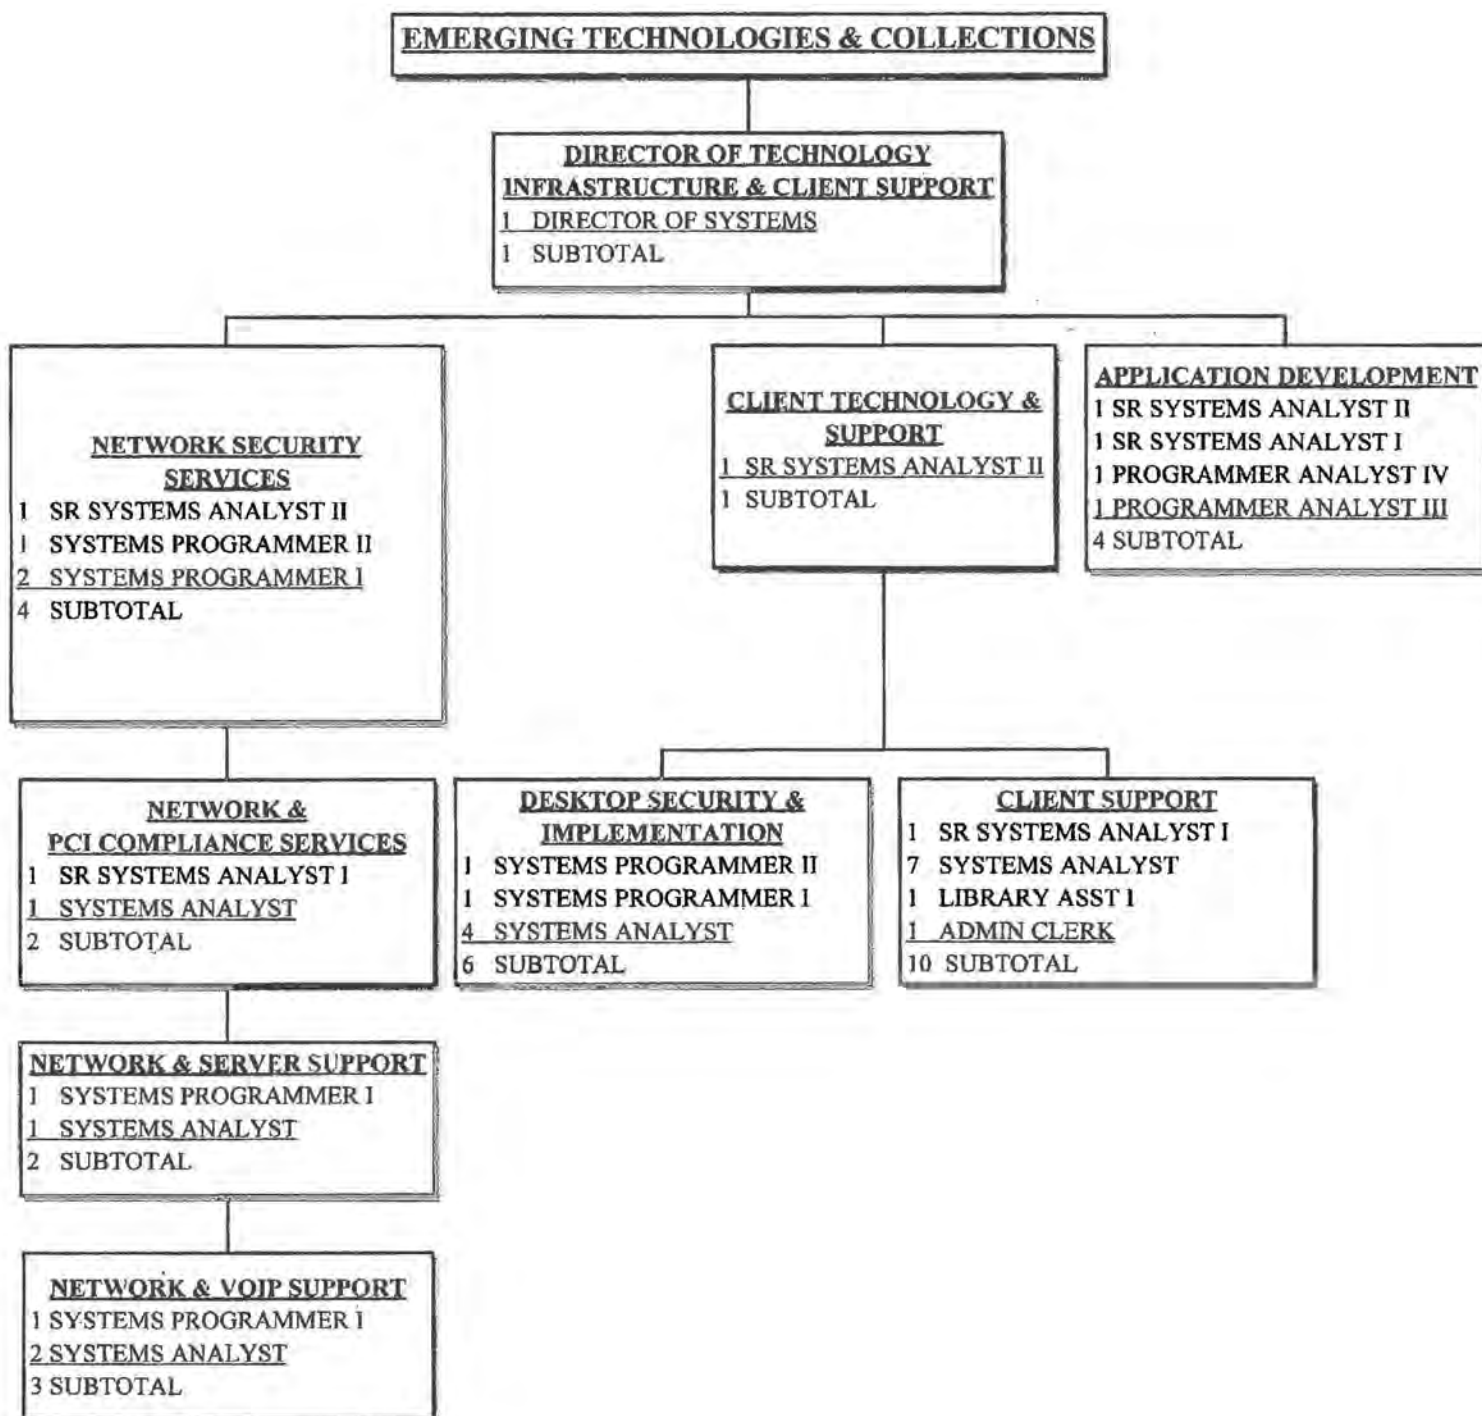 EMERGING TECHNOLOGIES & COLLECTIONS
DIRECTOR OF TECHNOLOGY
INFRASTRUCTURE & CLIENT SUPPORT
1 DIRECTOR OF SYSTEMS
1 SUBTOTAL
NETWORK SECURITY
SERVICES
1 SR SYSTEMS ANALYST II
1 SYSTEMS PROGRAMMER II
2 SYSTEMS PROGRAMMER I
4 SUBTOTAL
CLIENT TECHNOLOGY &
SUPPORT
1 SR SYSTEMS ANALYST II
1 SUBTOTAL
APPLICATION DEVELOPMENT
1 SR SYSTEMS ANALYST II
1 SR SYSTEMS ANALYST I
1 PROGRAMMER ANALYST IV
1 PROGRAMMER ANALYST III
4 SUBTOTAL
NETWORK &
PCI COMPLIANCE SERVICES
1 SR SYSTEMS ANALYST I
1 SYSTEMS ANALYST
2 SUBTOTAL
DESKTOP SECURITY &
IMPLEMENTATION
1 SYSTEMS PROGRAMMER II
1 SYSTEMS PROGRAMMER I
4 SYSTEMS ANALYST
6 SUBTOTAL
CLIENT SUPPORT
1 SR SYSTEMS ANALYST I
7 SYSTEMS ANALYST
1 LIBRARY ASST I
1 ADMIN CLERK
10 SUBTOTAL
NETWORK & SERVER SUPPORT
1 SYSTEMS PROGRAMMER I
1 SYSTEMS ANALYST
2 SUBTOTAL
NETWORK & VOIP SUPPORT
1 SYSTEMS PROGRAMMER I
2 SYSTEMS ANALYST
3 SUBTOTAL